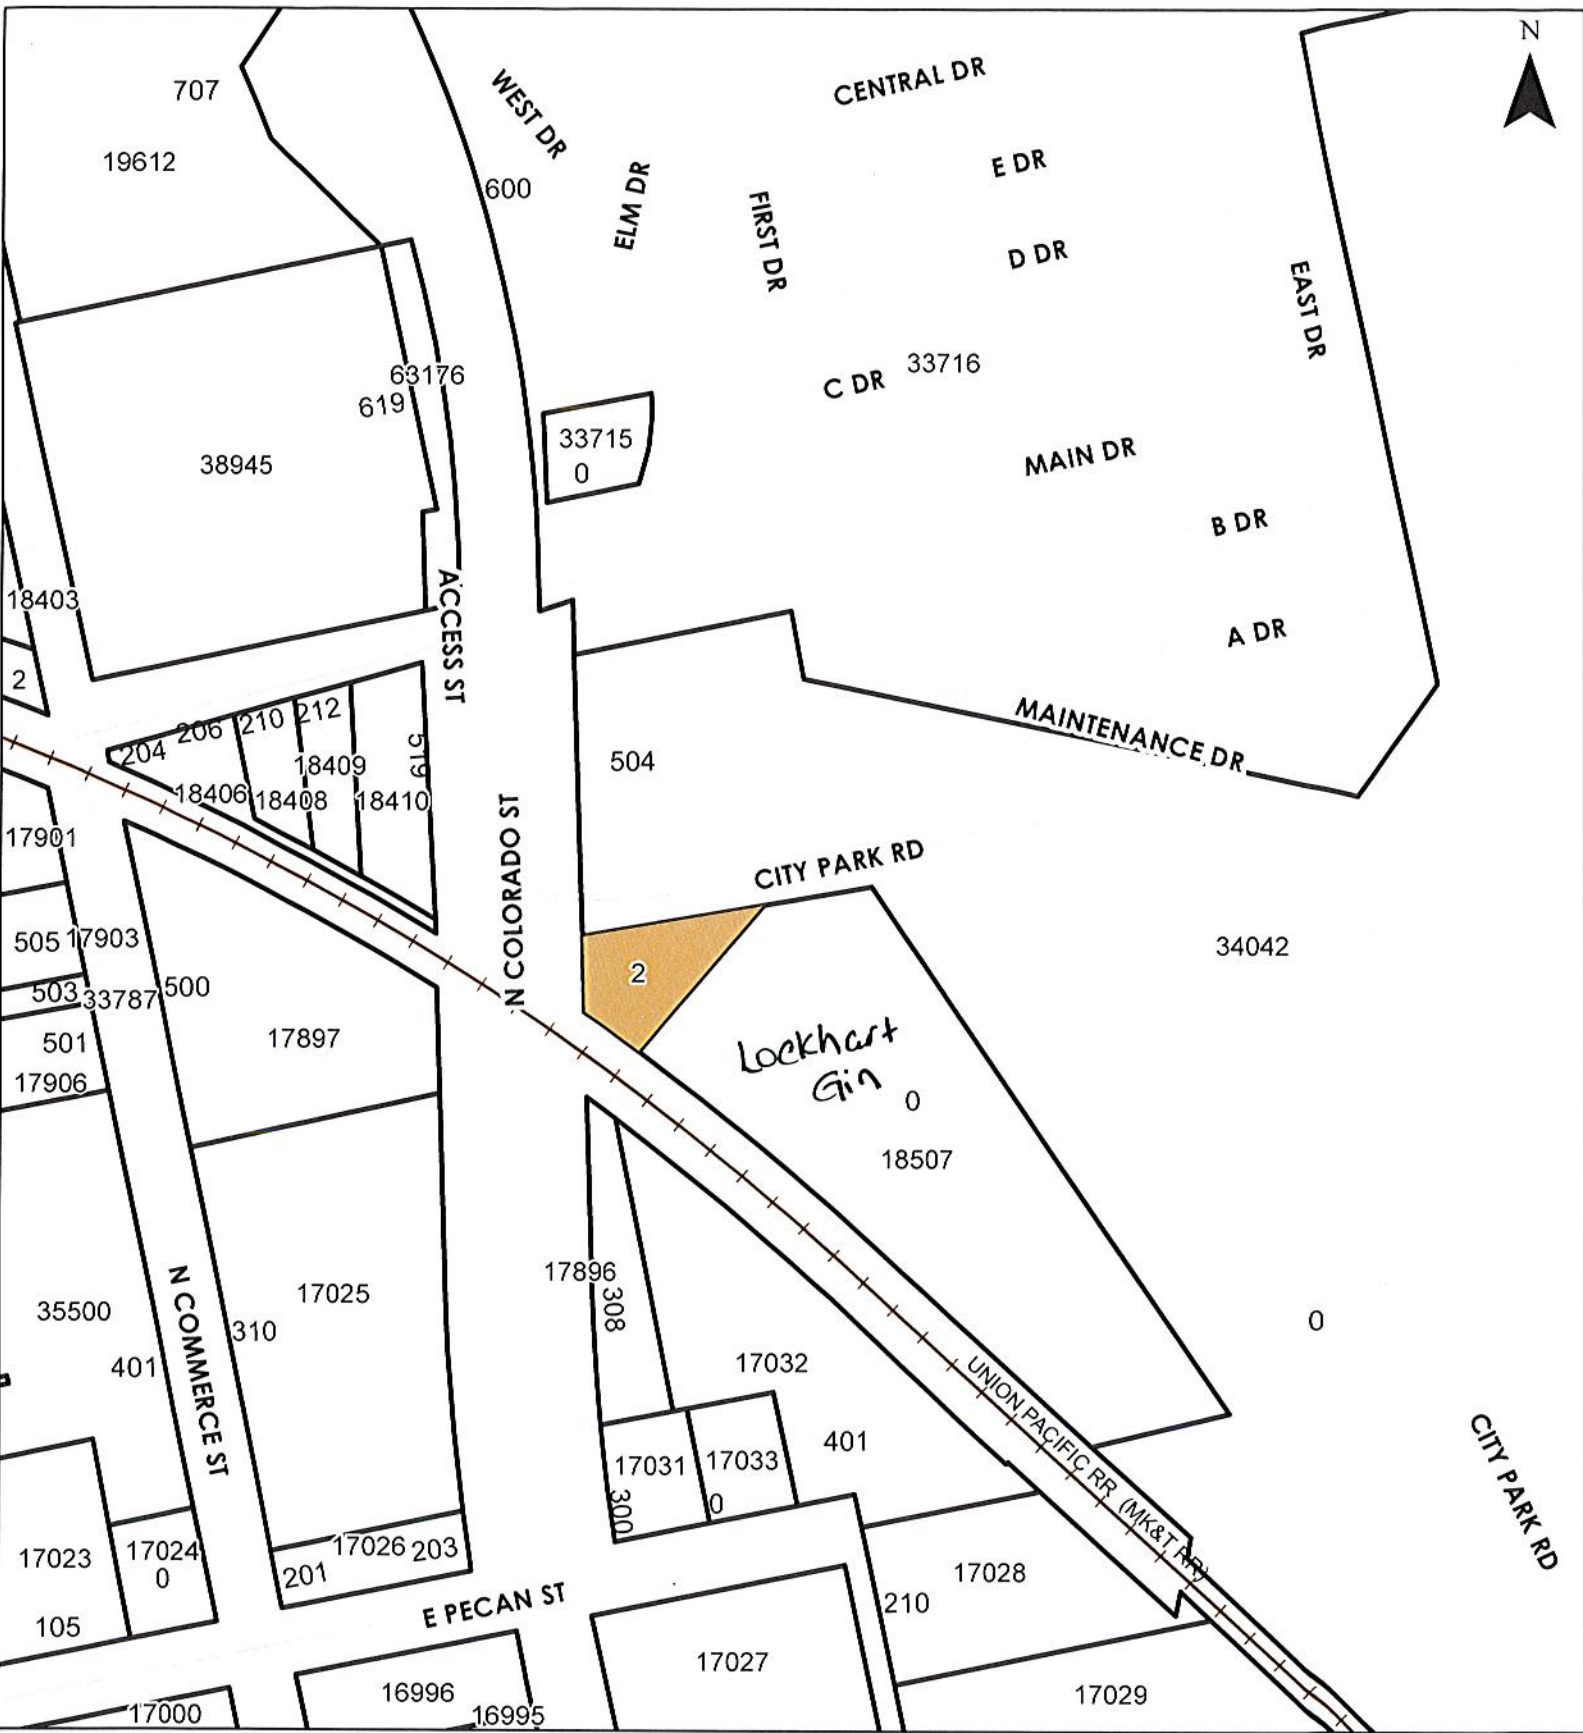 N
707
CENTRAL DR
WEST DR
19612
E DR
600
ELM DR
FIRST DR
D DR
EAST DR
63176
619
C DR
33716
33715
0
38945
MAIN DR
B DR
18403
ACCESS ST
A DR
2
MAINTENANCE DR
204
206
210
212
519
504
18409
18406
18408
18410
17901
N COLORADO ST
CITY PARK RD
505
17903
34042
2
503
33787
500
501
17897
Lockhart
Gin
17906
0
18507
17896
308
35500
N COMMERCE ST
17025
310
0
401
17032
UNION PACIFIC RR (MK&T RR)
401
17031
17033
CITY PARK RD
300
0
17023
17024
0
17026
203
201
17028
105
E PECAN ST
210
17027
16996
17029
17000
16995